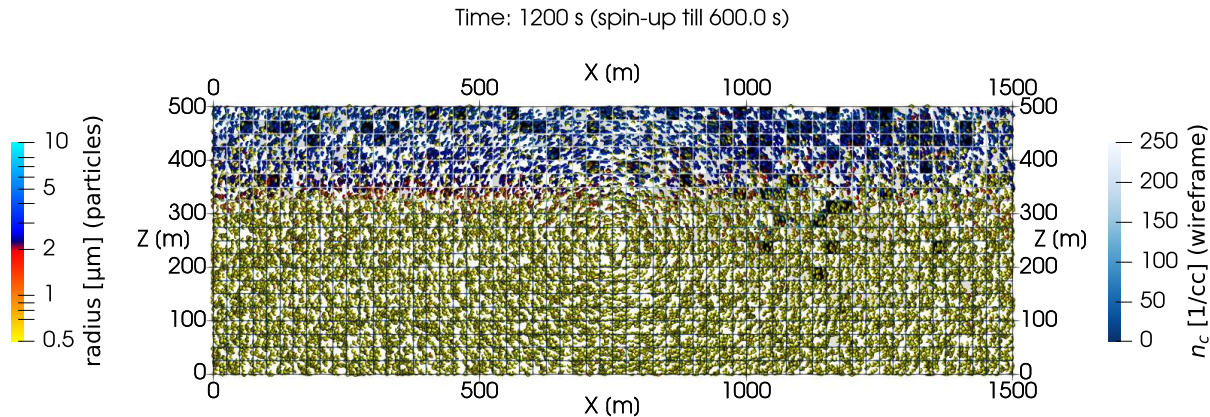 Time: 1200 s (spin-up till 600.0 s)
X (m)
0 500 1000 1500
500 500
400 400
300 300
Z (m) Z (m)
200 200
100 100
0 0
0 500 1000 1500
X (m)
10
5
2
1
0.5
radius [μm] (particles)
250
200
150
100
50
0
n_c [1/cc] (wireframe)